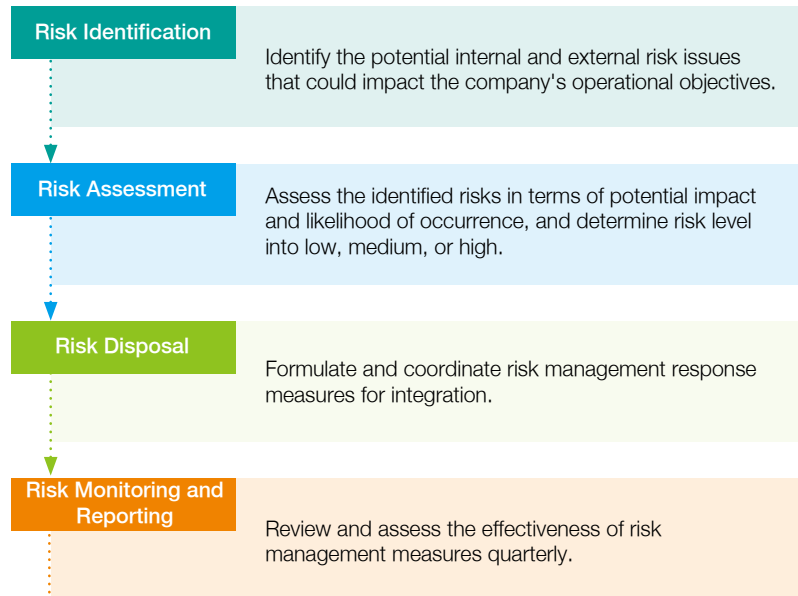 Risk Identification
Identify the potential internal and external risk issues
that could impact the company's operational objectives.
Risk Assessment
Assess the identified risks in terms of potential impact
and likelihood of occurrence, and determine risk level
into low, medium, or high.
Risk Disposal
Formulate and coordinate risk management response
measures for integration.
Risk Monitoring and
Reporting
Review and assess the effectiveness of risk
management measures quarterly.